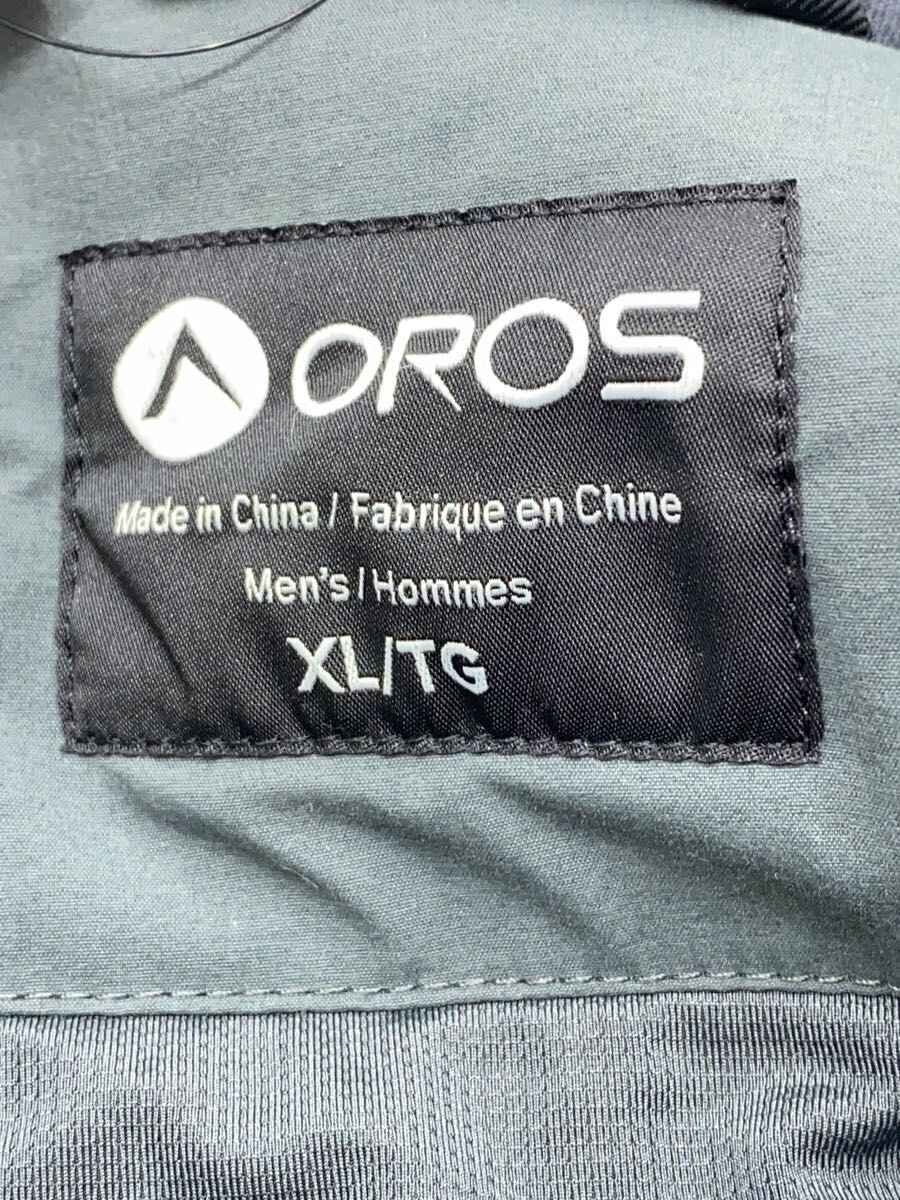 OROS
Made in China / Fabrique en Chine
Men's / Hommes
XL/TG